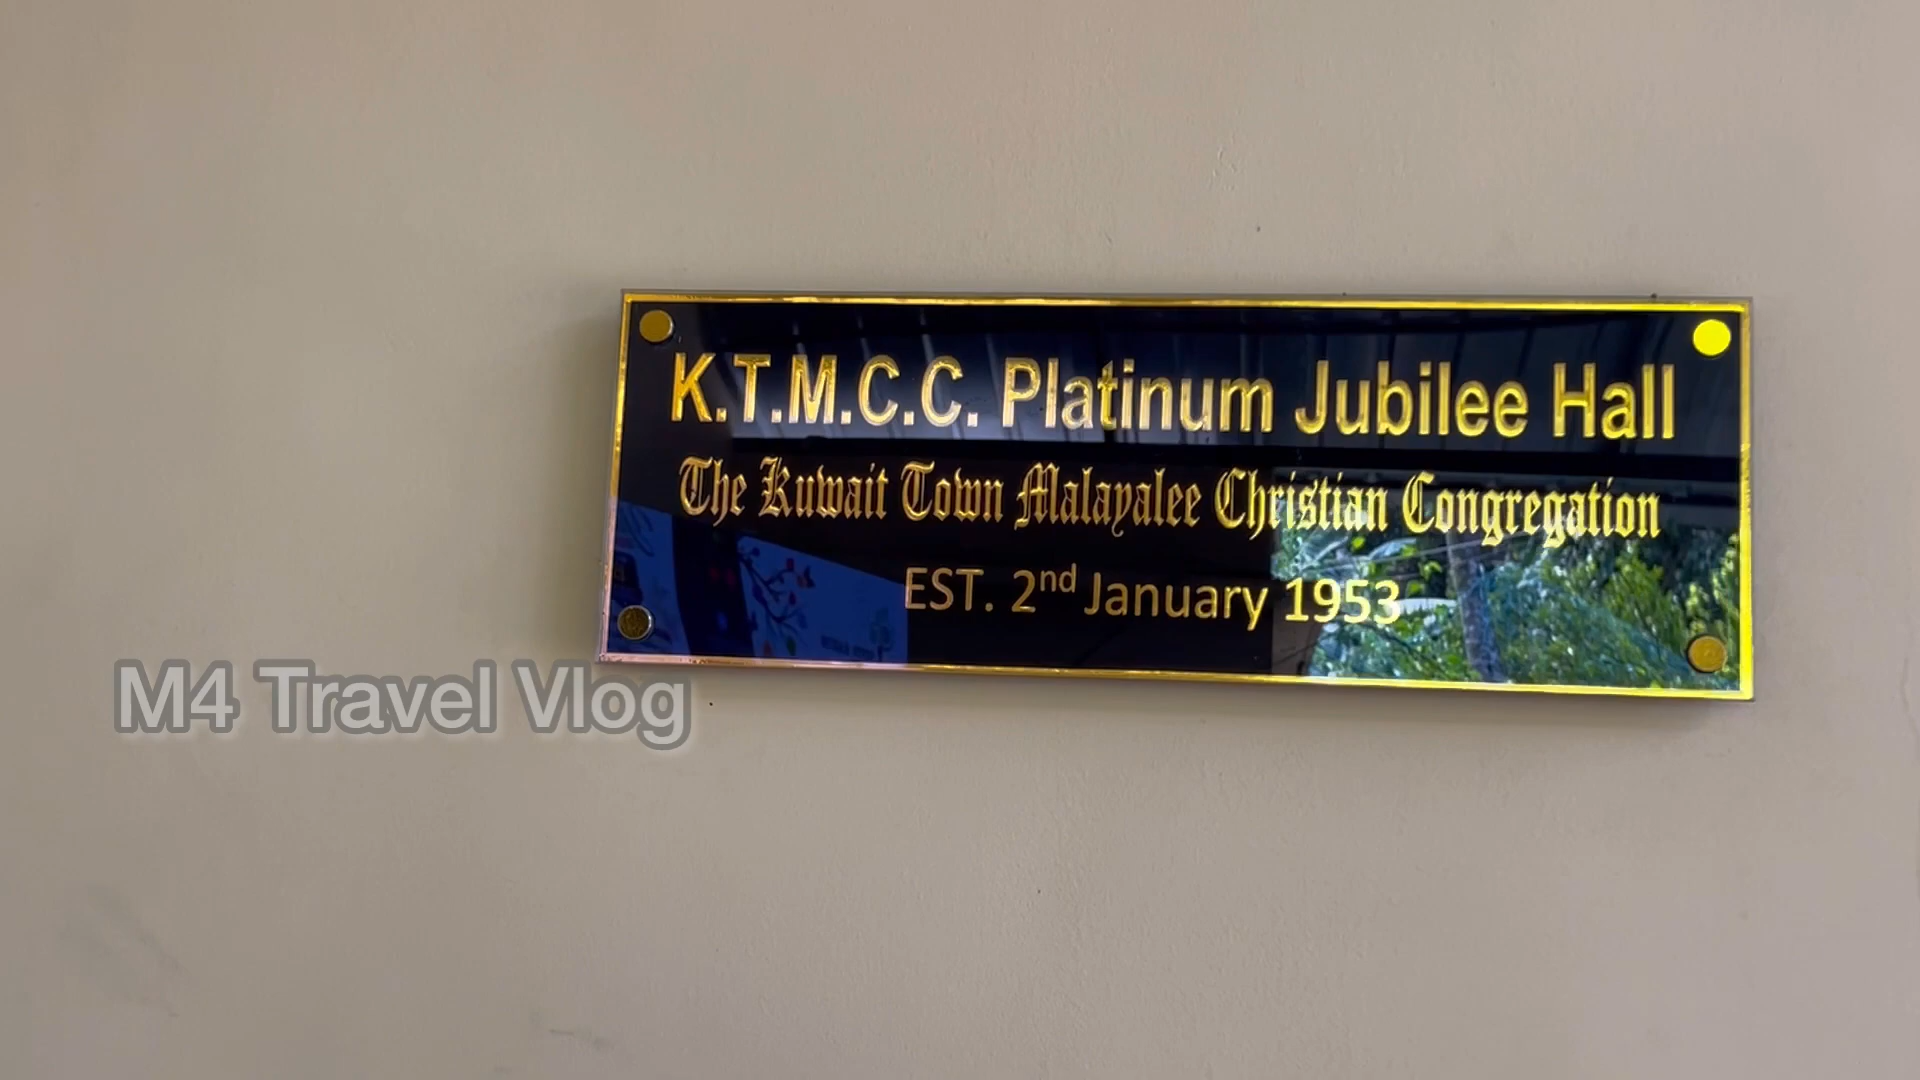 K.T.M.C.C. Platinum Jubilee Hall
The Kuwait Town Malayalee Christian Congregation
EST. 2nd January 1953
M4 Travel Vlog